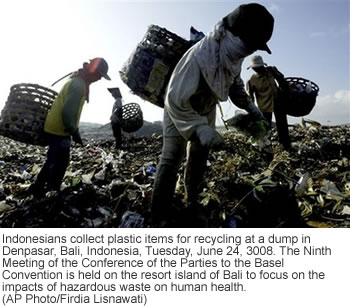 Indonesians collect plastic items for recycling at a dump in
Denpasar, Bali, Indonesia, Tuesday, June 24, 3008. The Ninth
Meeting of the Conference of the Parties to the Basel
Convention is held on the resort island of Bali to focus on the
impacts of hazardous waste on human health.
(AP Photo/Firdia Lisnawati)